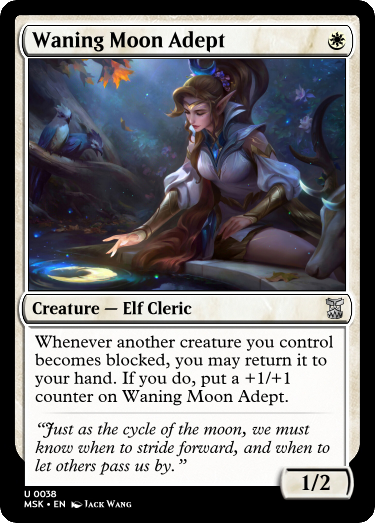 Waning Moon Adept
Creature — Elf Cleric
Whenever another creature you control
becomes blocked, you may return it to
your hand. If you do, put a +1/+1
counter on Waning Moon Adept.
“Just as the cycle of the moon, we must
know when to stride forward, and when to
let others pass us by.”
1/2
U 0038
MSK • EN Jack Wang